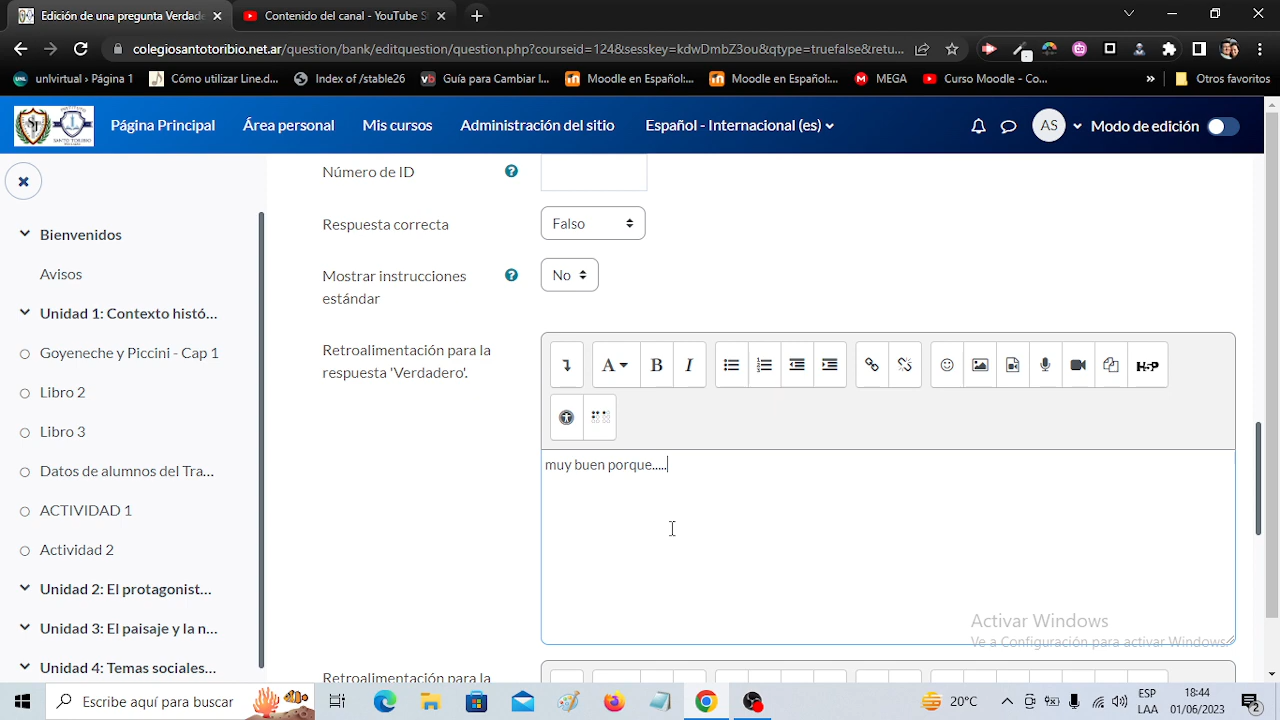 Edición de una pregunta Verdade
Contenido del canal - YouTube S
colegiosantotoribio.net.ar/question/bank/editquestion/question.php?courseid=124&sesskey=kdwDmbZ3ou&qtype=truefalse&retu...
univirtual › Página 1
Cómo utilizar Line.d...
Index of /stable26
Guía para Cambiar l...
Moodle en Español:...
Moodle en Español:...
MEGA
Curso Moodle - Co...
»
Otros favoritos
Página Principal
Área personal
Mis cursos
Administración del sitio
Español - Internacional (es)
AS
Modo de edición
Bienvenidos
Avisos
Unidad 1: Contexto histó...
Goyeneche y Piccini - Cap 1
Libro 2
Libro 3
Datos de alumnos del Tra...
ACTIVIDAD 1
Actividad 2
Unidad 2: El protagonist...
Unidad 3: El paisaje y la n...
Unidad 4: Temas sociales...
Número de ID
Respuesta correcta
Falso
Mostrar instrucciones
estándar
No
Retroalimentación para la
respuesta 'Verdadero'.
A
B
I
H5P
muy buen porque.....
Retroalimentación para la
Activar Windows
Ve a Configuración para activar Windows.
Escribe aquí para buscar
20°C
ESP
LAA
18:44
01/06/2023
2